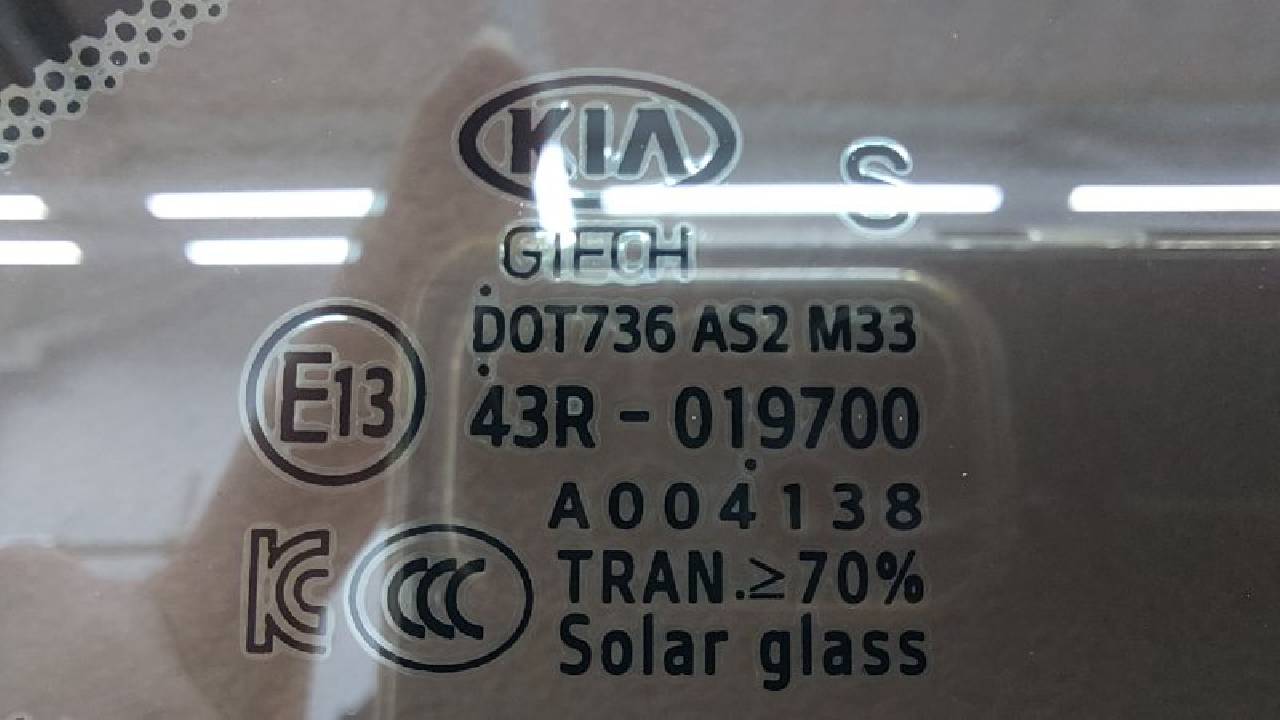 KIA
S
GTECH
DOT736 AS2 M33
E13
43R - 019700
A004138
KC
CCC
TRAN.≥70%
Solar glass